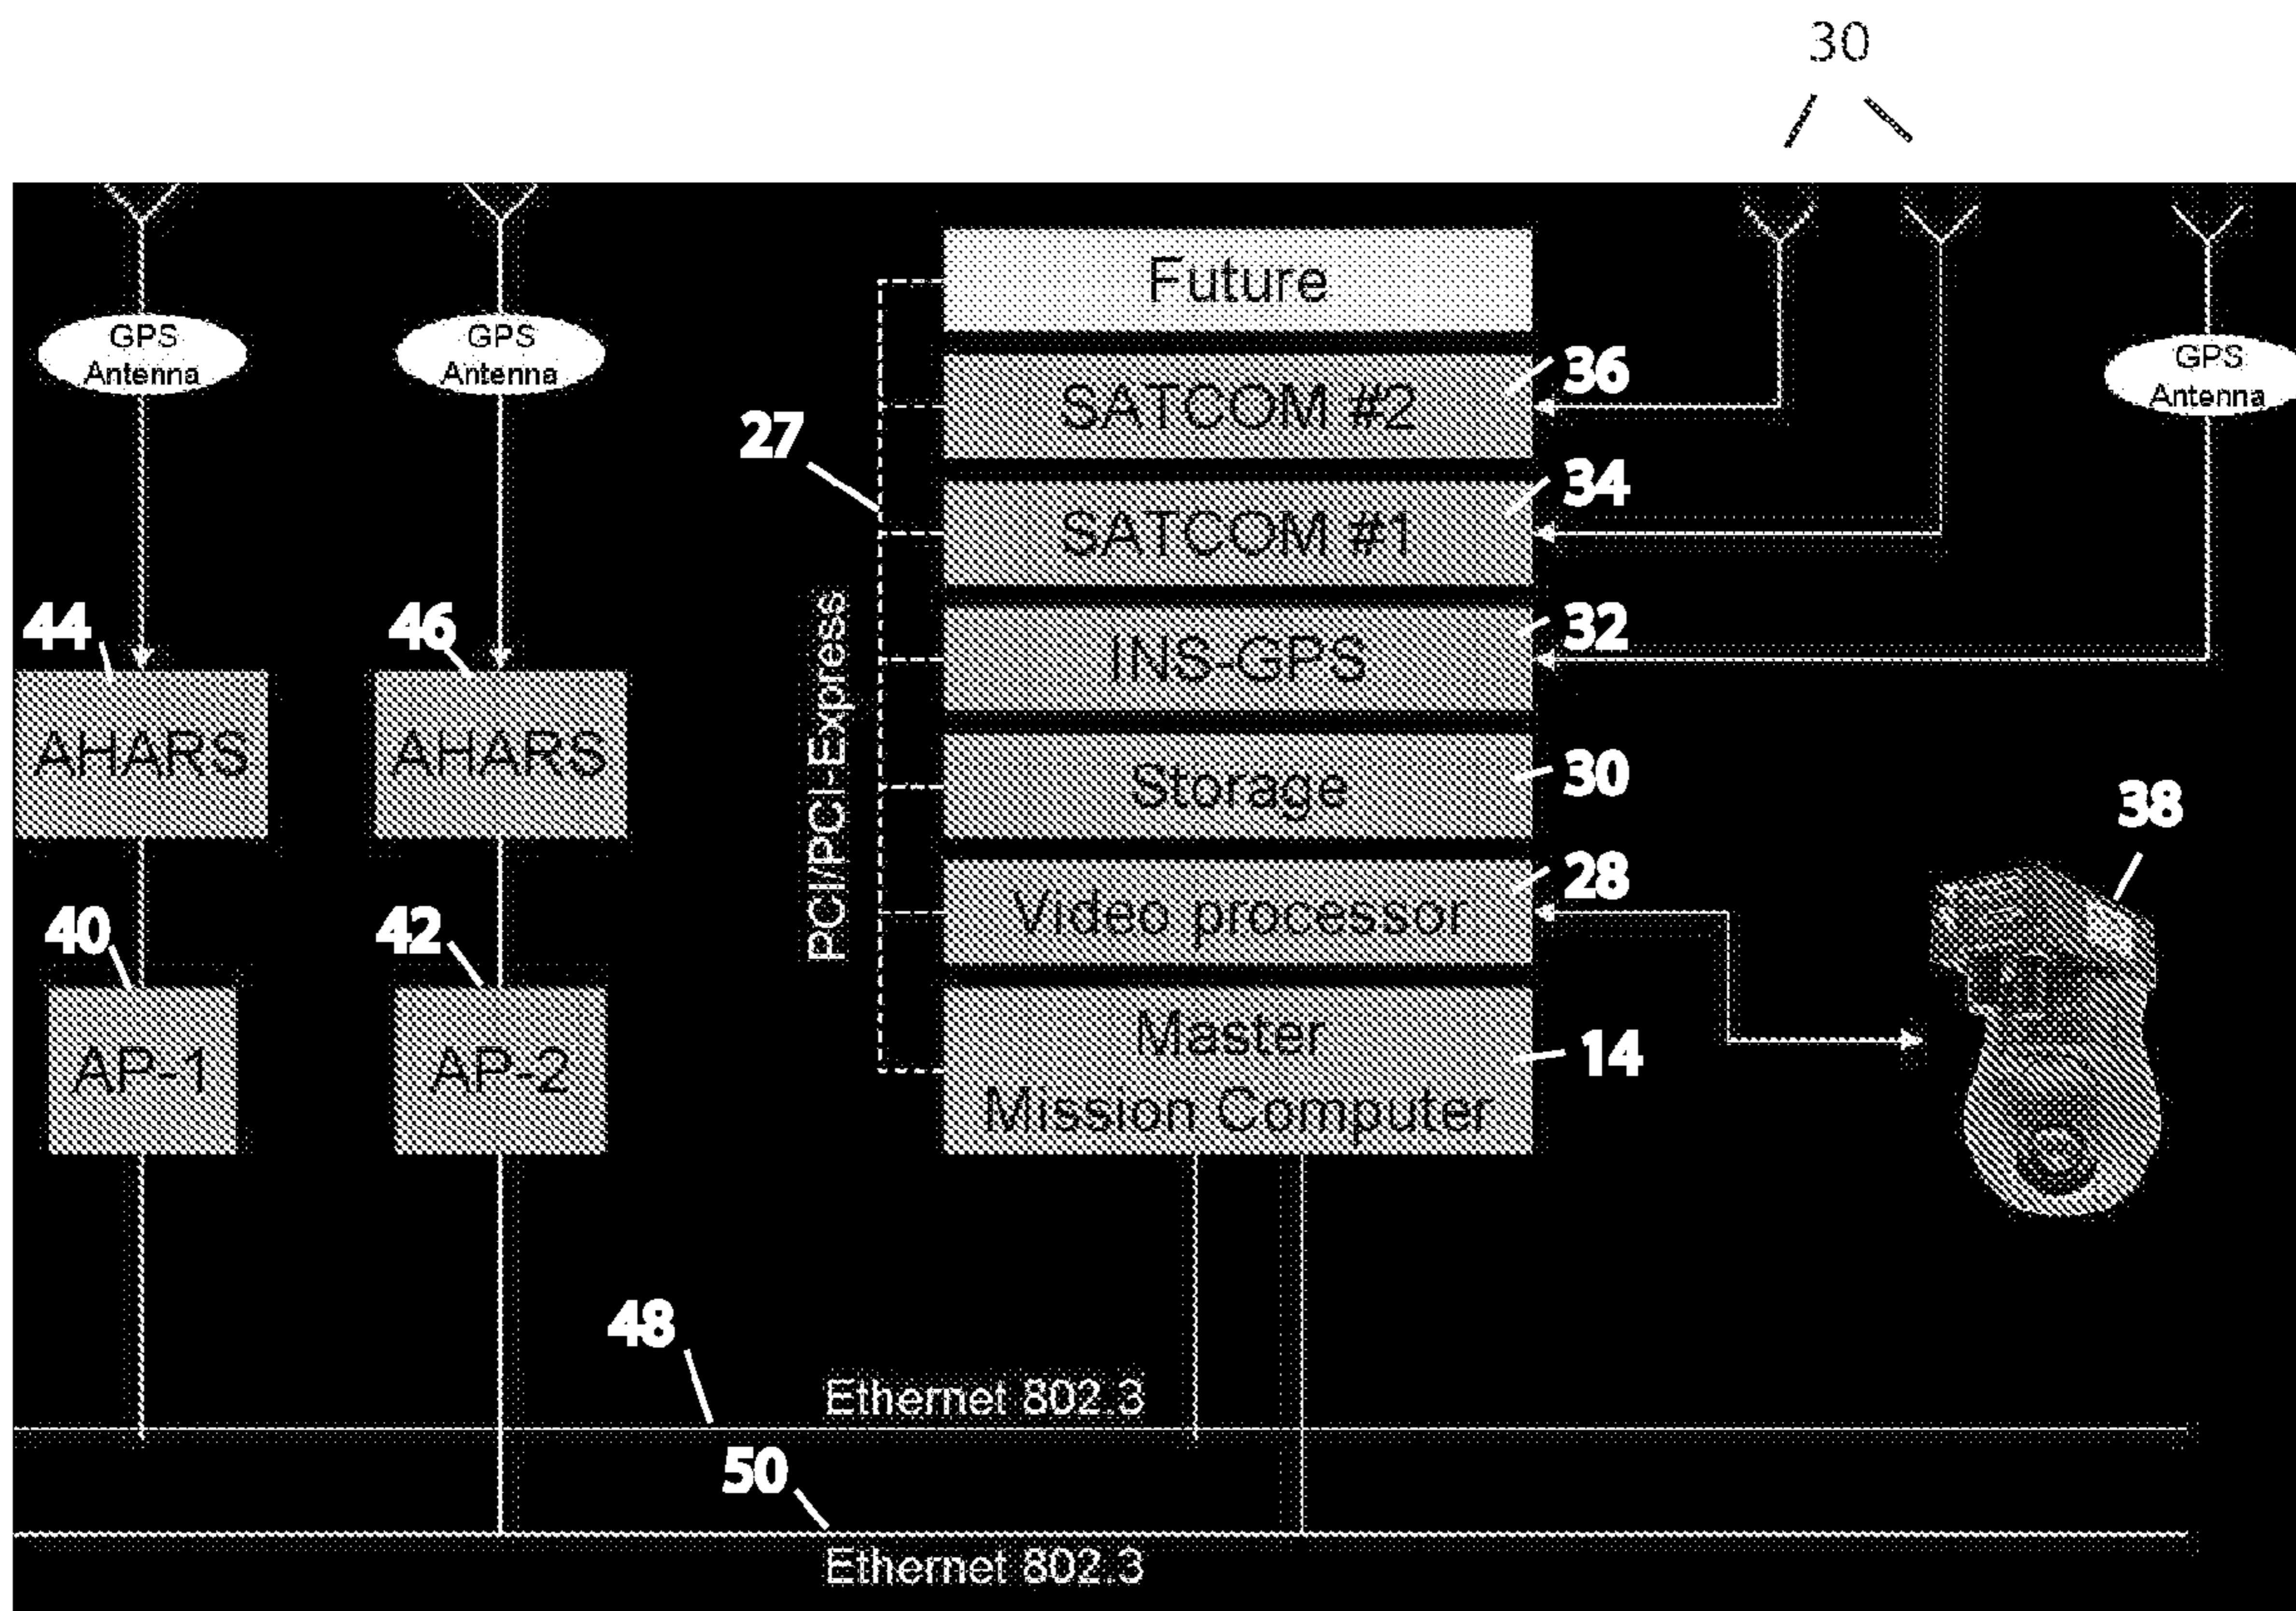 30
Future
GPS
Antenna
GPS
Antenna
GPS
Antenna
36
SATCOM #2
27
34
SATCOM #1
44
46
32
INS-GPS
PCI/PCI-Express
AHARS
AHARS
Storage
30
38
28
Video processor
40
42
AP-1
AP-2
Master
Mission Computer
14
48
Ethernet 802.3
50
Ethernet 802.3